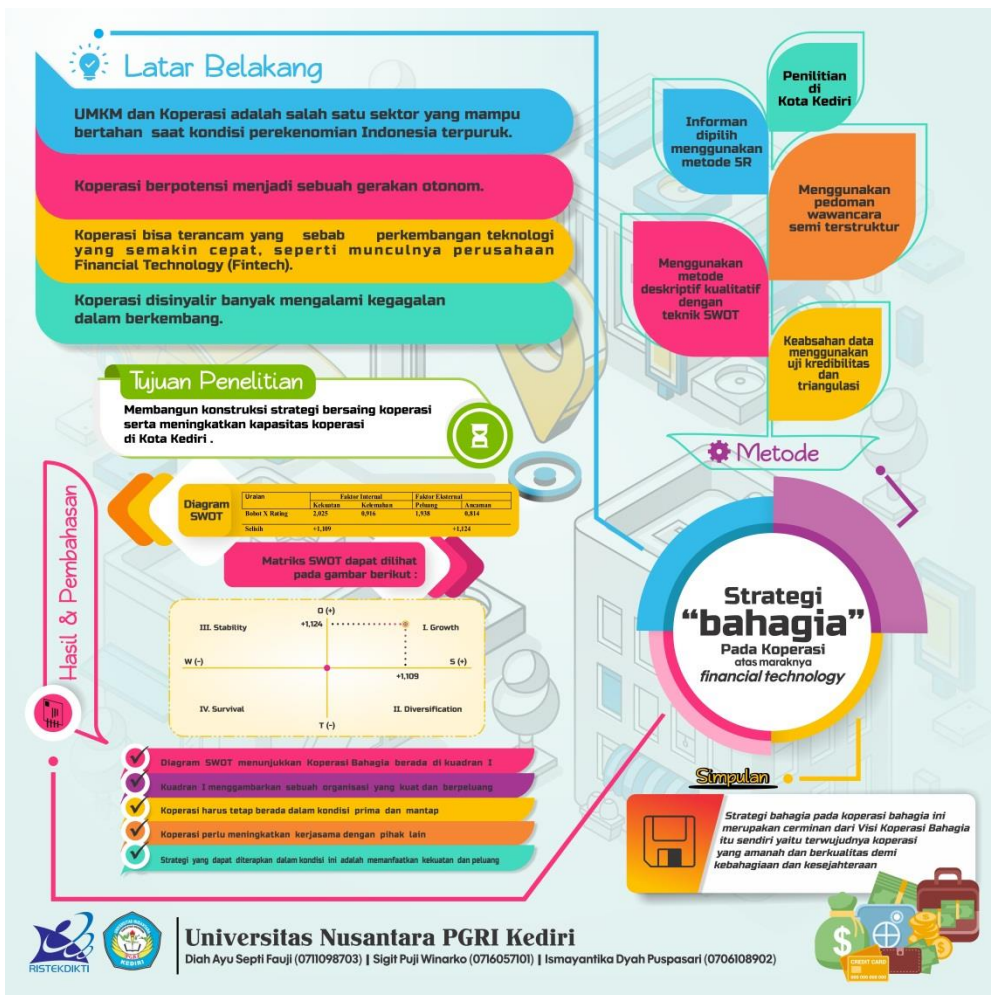 Latar Belakang
UMKM dan Koperasi adalah salah satu sektor yang mampu
bertahan saat kondisi perekenomian Indonesia terpuruk.
Koperasi berpotensi menjadi sebuah gerakan otonom.
Koperasi bisa terancam yang sebab perkembangan teknologi
yang semakin cepat, seperti munculnya perusahaan
Financial Technology (Fintech).
Koperasi disinyalir banyak mengalami kegagalan
dalam berkembang.
Penilitian
di
Kota Kediri
Informan
dipilih
menggunakan
metode SR
Menggunakan
pedoman
wawancara
semi terstruktur
Menggunakan
metode
deskriptif kualitatif
dengan
teknik SWOT
Keabsahan data
menggunakan
uji kredibilitas
dan
triangulasi
Metode
Tujuan Penelitian
Membangun konstruksi strategi bersaing koperasi
serta meningkatkan kapasitas koperasi
di Kota Kediri .
Hasil & Pembahasan
Diagram
SWOT
Uraian Faktor Internal Faktor Eksternal
Kekuatan Kelemahan Peluang Ancaman
Bobot X Rating 2,025 0,916 1,938 0,814
Selisih +1,109 +1,124
Matriks SWOT dapat dilihat
pada gambar berikut :
O (+)
III. Stability +1,124 I. Growth
W (-) S (+)
+1,109
IV. Survival II. Diversification
T (-)
Diagram SWOT menunjukkan Koperasi Bahagia berada di kuadran I
Kuadran I menggambarkan sebuah organisasi yang kuat dan berpeluang
Koperasi harus tetap berada dalam kondisi prima dan mantap
Koperasi perlu meningkatkan kerjasama dengan pihak lain
Strategi yang dapat diterapkan dalam kondisi ini adalah memanfaatkan kekuatan dan peluang
Strategi
"bahagia"
Pada Koperasi
atas maraknya
financial technology
Simpulan
Strategi bahagia pada koperasi bahagia ini
merupakan cerminan dari Visi Koperasi Bahagia
itu sendiri yaitu terwujudnya koperasi
yang amanah dan berkualitas demi
kebahagiaan dan kesejahteraan
$
CREDIT CARD
RISTEKDIKTI
PGRI
KEDIRI
Universitas Nusantara PGRI Kediri
Diah Ayu Septi Fauji (0711098703) | Sigit Puji Winarko (0716057101) | Ismayantika Dyah Puspasari (0706108902)